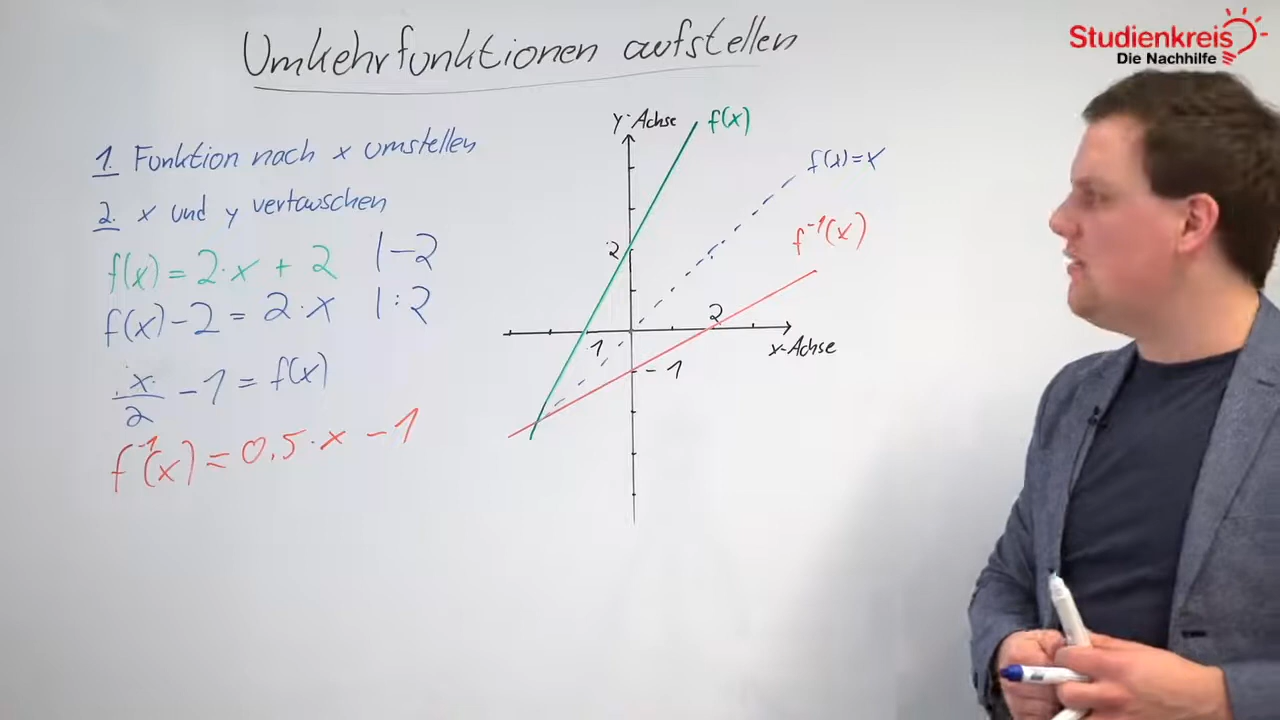 Umkehrfunktionen aufstellen
Studienkreis
Die Nachhilfe
1. Funktion nach x umstellen
2. x und y vertauschen
f(x) = 2·x + 2 |-2
f(x)-2 = 2·x |:2
x/2 - 1 = f(x)
f⁻¹(x) = 0,5·x - 1
y-Achse
f(x)
f(x)=x
f⁻¹(x)
2
2
x-Achse
-1
-1